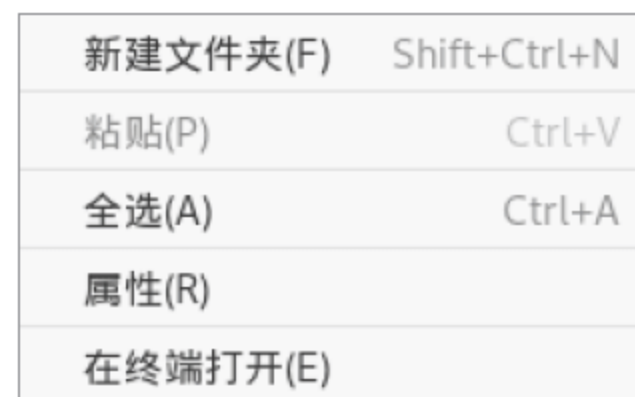 新建文件夹(F) Shift+Ctrl+N
粘贴(P) Ctrl+V
全选(A) Ctrl+A
属性(R)
在终端打开(E)